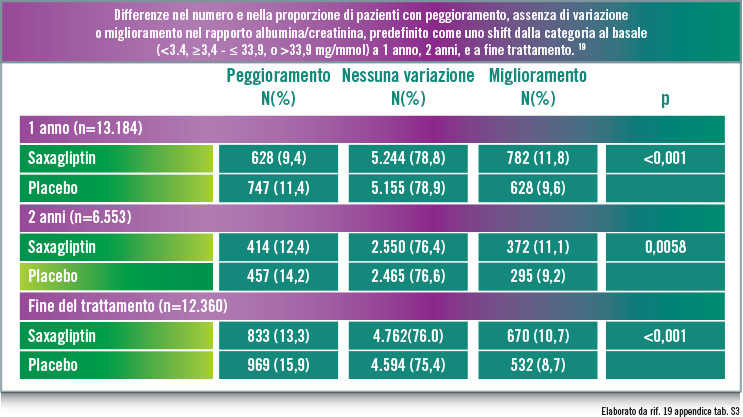 Differenze nel numero e nella proporzione di pazienti con peggioramento, assenza di variazione
o miglioramento nel rapporto albumina/creatinina, predefinito come uno shift dalla categoria al basale
(<3.4, ≥3,4 - ≤ 33,9, o >33,9 mg/mmol) a 1 anno, 2 anni, e a fine trattamento. 19
Peggioramento N(%) Nessuna variazione N(%) Miglioramento N(%) p
1 anno (n=13.184)
Saxagliptin 628 (9,4) 5.244 (78,8) 782 (11,8) <0,001
Placebo 747 (11,4) 5.155 (78,9) 628 (9,6)
2 anni (n=6.553)
Saxagliptin 414 (12,4) 2.550 (76,4) 372 (11,1) 0,0058
Placebo 457 (14,2) 2.465 (76,6) 295 (9,2)
Fine del trattamento (n=12.360)
Saxagliptin 833 (13,3) 4.762(76.0) 670 (10,7) <0,001
Placebo 969 (15,9) 4.594 (75,4) 532 (8,7)
Elaborato da rif. 19 appendice tab. S3